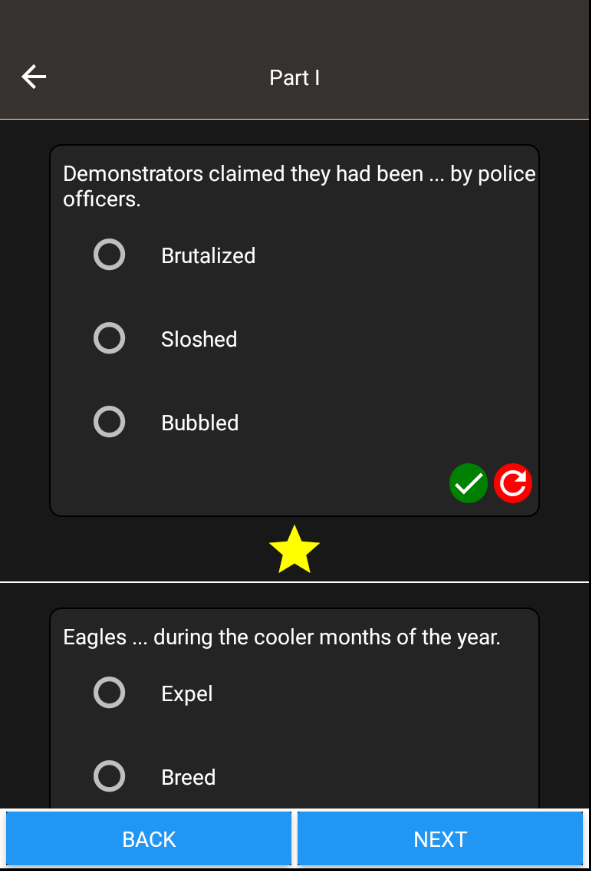 Part I
Demonstrators claimed they had been ... by police
officers.
Brutalized
Sloshed
Bubbled
Eagles ... during the cooler months of the year.
Expel
Breed
BACK
NEXT